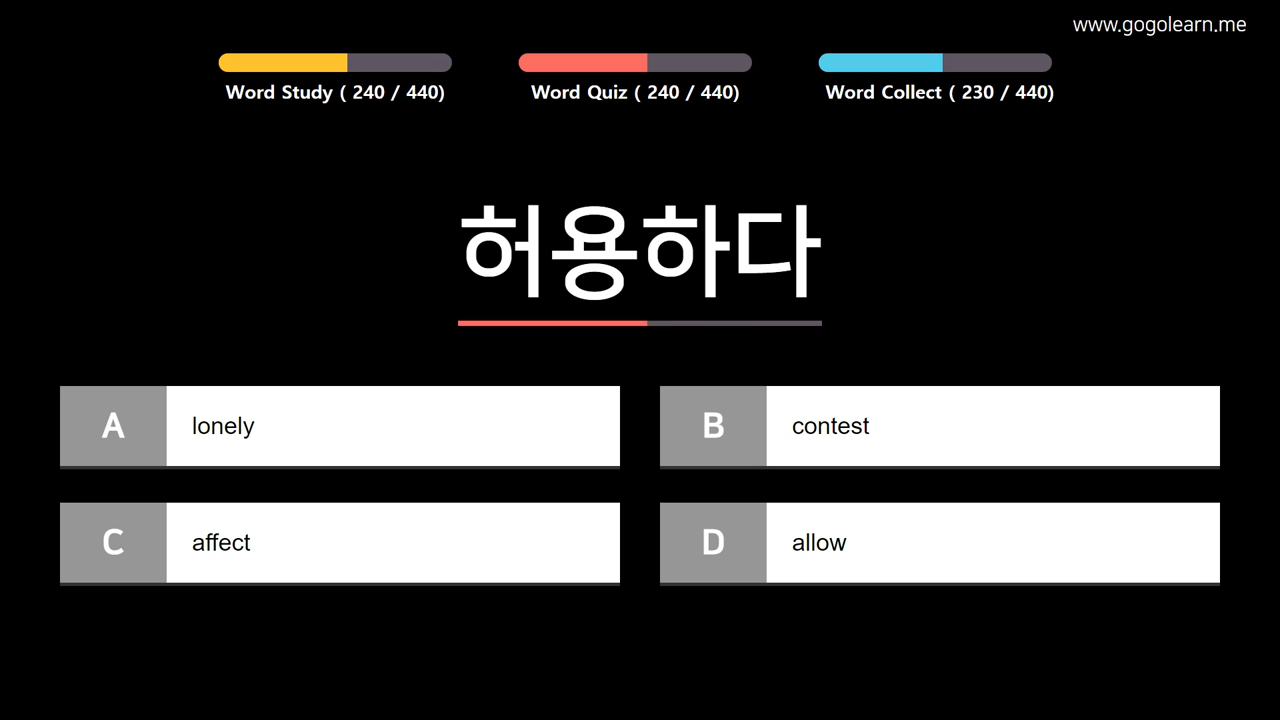 www.gogolearn.me
Word Study ( 240 / 440)
Word Quiz ( 240 / 440)
Word Collect ( 230 / 440)
허용하다
A lonely
B contest
C affect
D allow